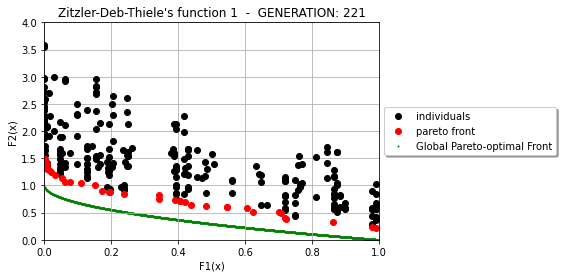 Zitzler-Deb-Thiele's function 1 - GENERATION: 221
4.0
3.5
3.0
2.5
2.0
1.5
1.0
0.5
0.0
F2(x)
0.0 0.2 0.4 0.6 0.8 1.0
F1(x)
individuals
pareto front
Global Pareto-optimal Front